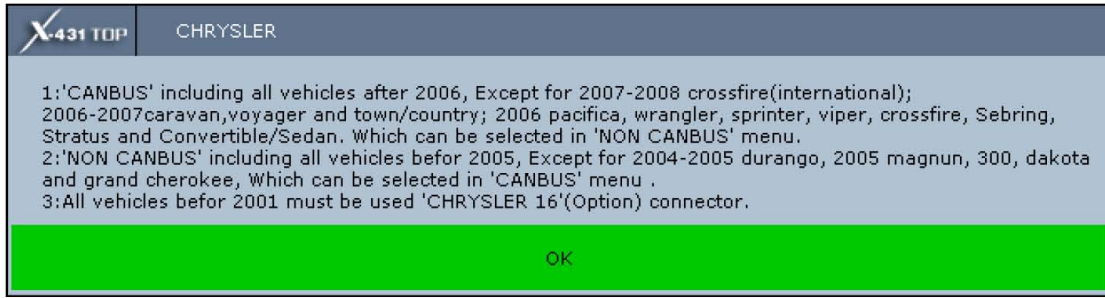 X-431 TOP CHRYSLER
1:'CANBUS' including all vehicles after 2006, Except for 2007-2008 crossfire(international);
2006-2007caravan,voyager and town/country; 2006 pacifica, wrangler, sprinter, viper, crossfire, Sebring,
Stratus and Convertible/Sedan. Which can be selected in 'NON CANBUS' menu.
2:'NON CANBUS' including all vehicles befor 2005, Except for 2004-2005 durango, 2005 magnun, 300, dakota
and grand cherokee, Which can be selected in 'CANBUS' menu .
3:All vehicles befor 2001 must be used 'CHRYSLER 16'(Option) connector.
OK